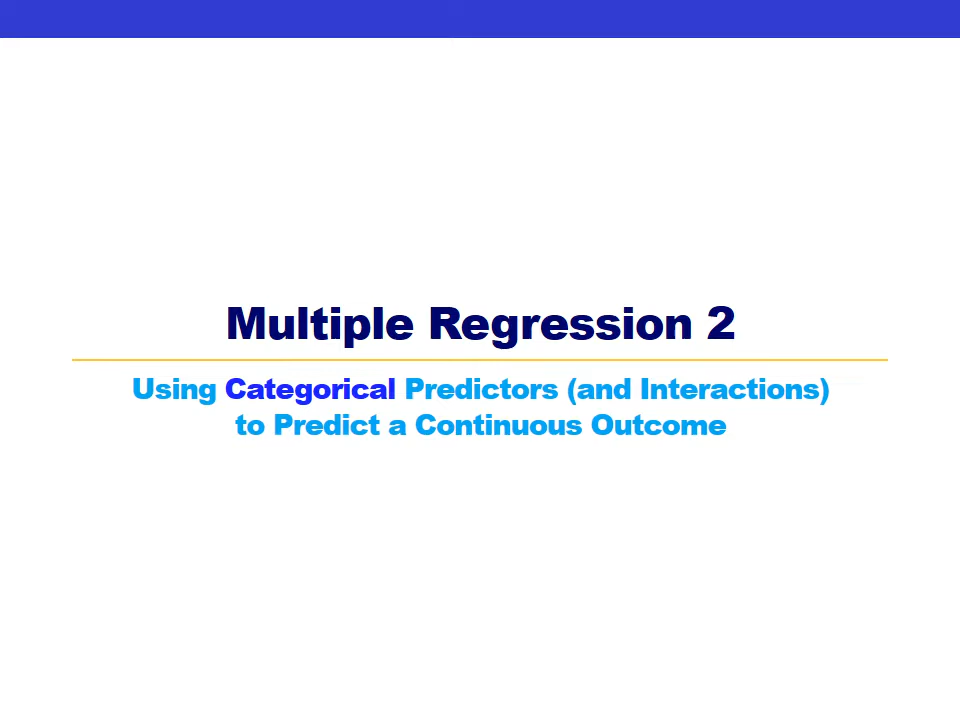 Multiple Regression 2
Using Categorical Predictors (and Interactions)
to Predict a Continuous Outcome